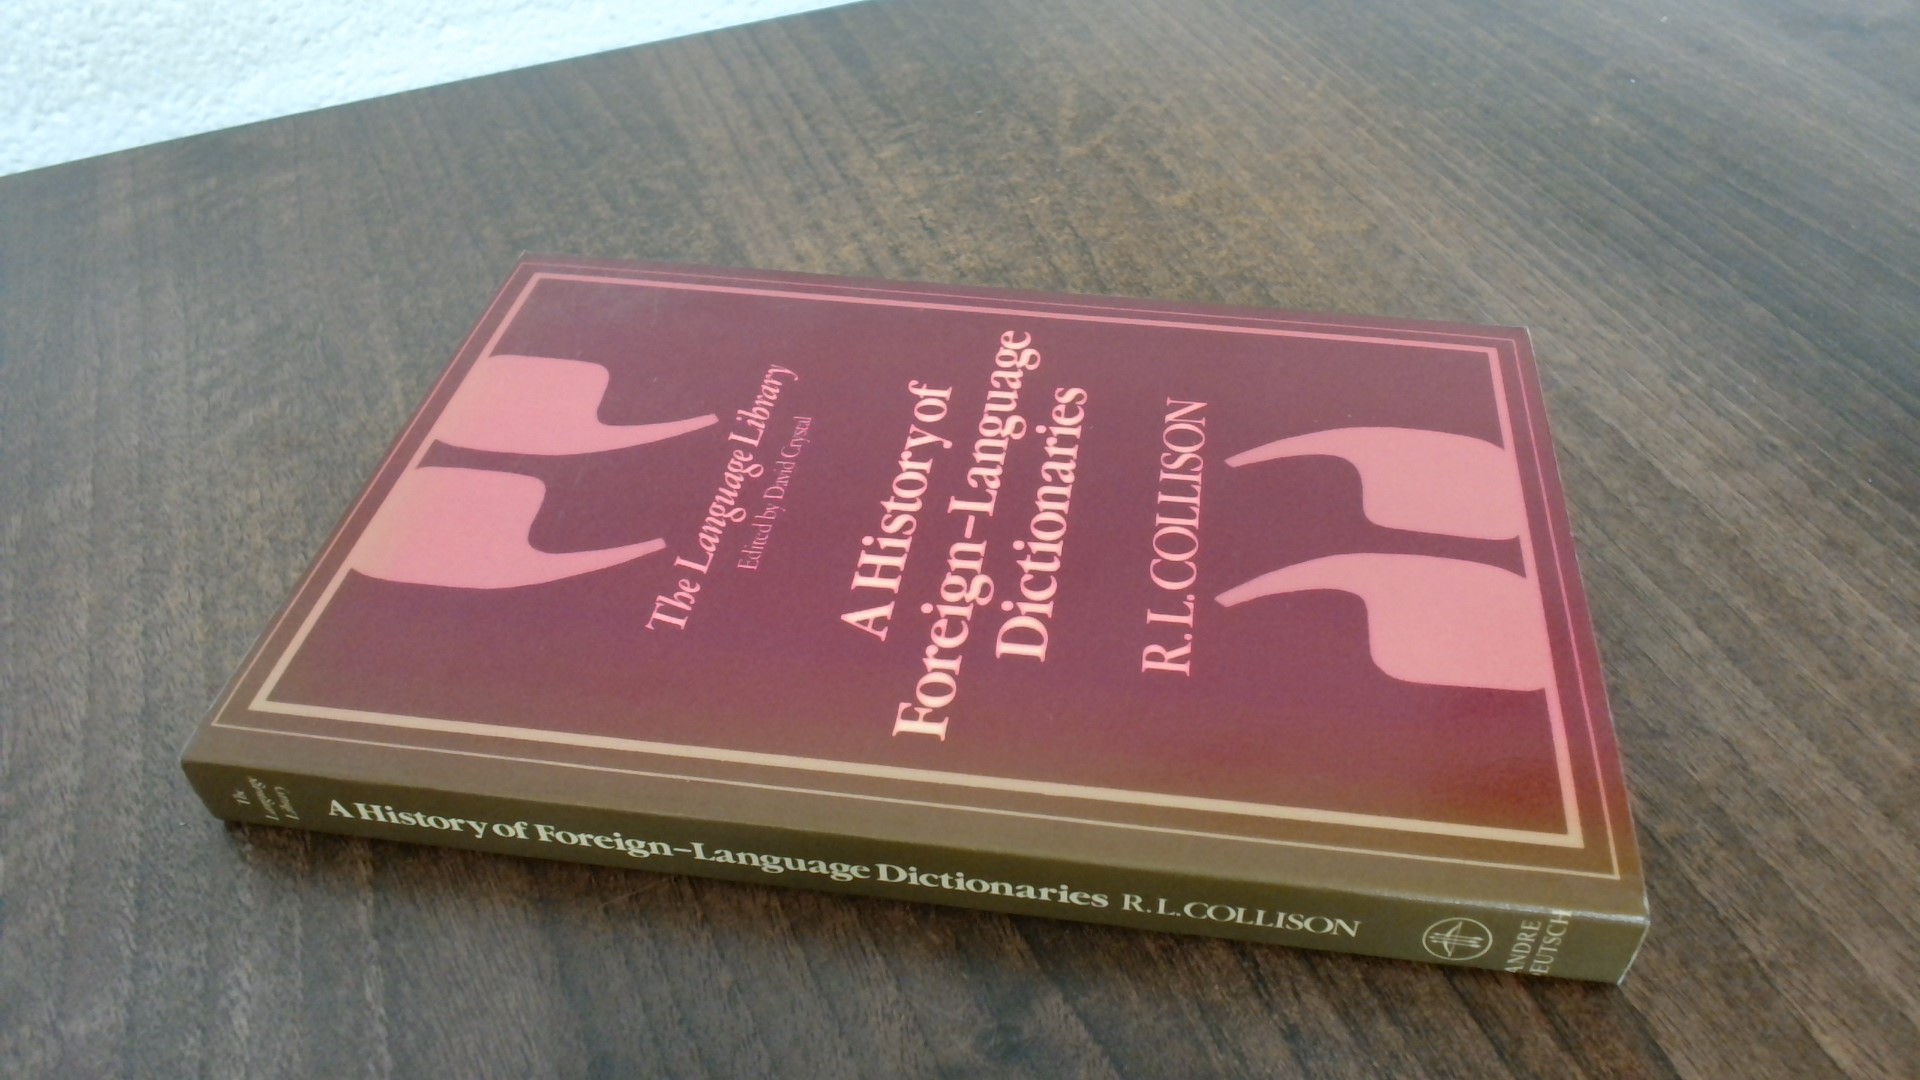 The Language Library
Edited by David Crystal
A History of
Foreign-Language
Dictionaries
R. L. COLLISON
The
Language
Library
A History of Foreign-Language Dictionaries R. L. COLLISON
ANDRE
DEUTSCH